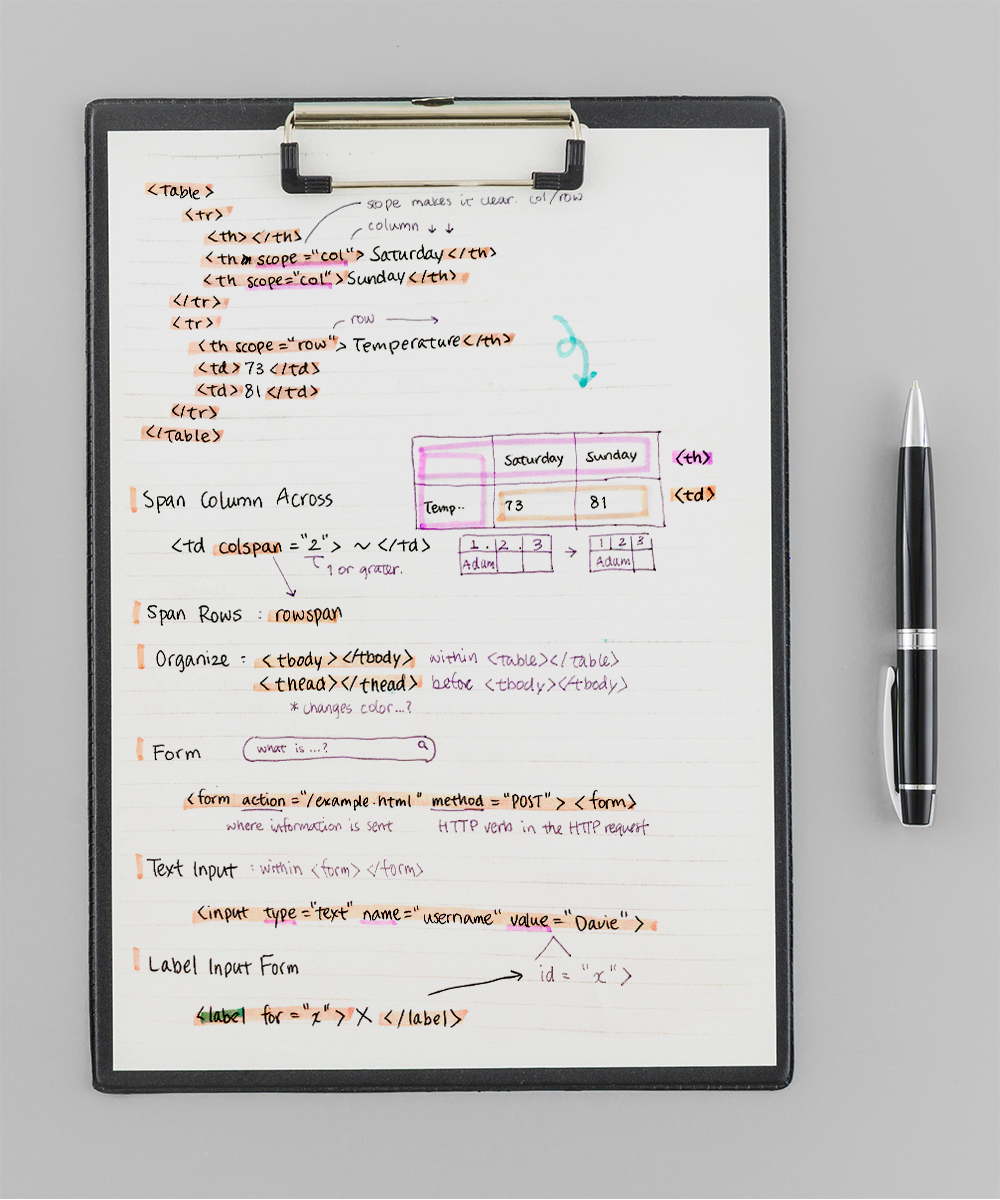 <Table>
scope makes it clear. col/row
<tr>
column ↓ ↓
<th></th>
<th scope="col"> Saturday </th>
<th scope="col"> Sunday </th>
</tr>
<tr>
row →
<th scope="row"> Temperature</th>
<td> 73 </td>
<td> 81 </td>
</tr>
</Table>
Saturday Sunday <th>
Temp.. 73 81 <td>
Span Column Across
<td colspan = "2"> ~ </td>
1 . 2 . 3 → 1 2 3
Adam Adam
1 or grater.
Span Rows : rowspan
Organize : <tbody></tbody> within <table></table>
<thead></thead> before <tbody></tbody>
* changes color...?
Form what is ...?
<form action="/example.html" method = "POST"> <form>
where information is sent HTTP verb in the HTTP request
Text Input : within <form> </form>
<input type="text" name="username" value="Davie">
Label Input Form
id = "x">
<label for="x"> X </label>